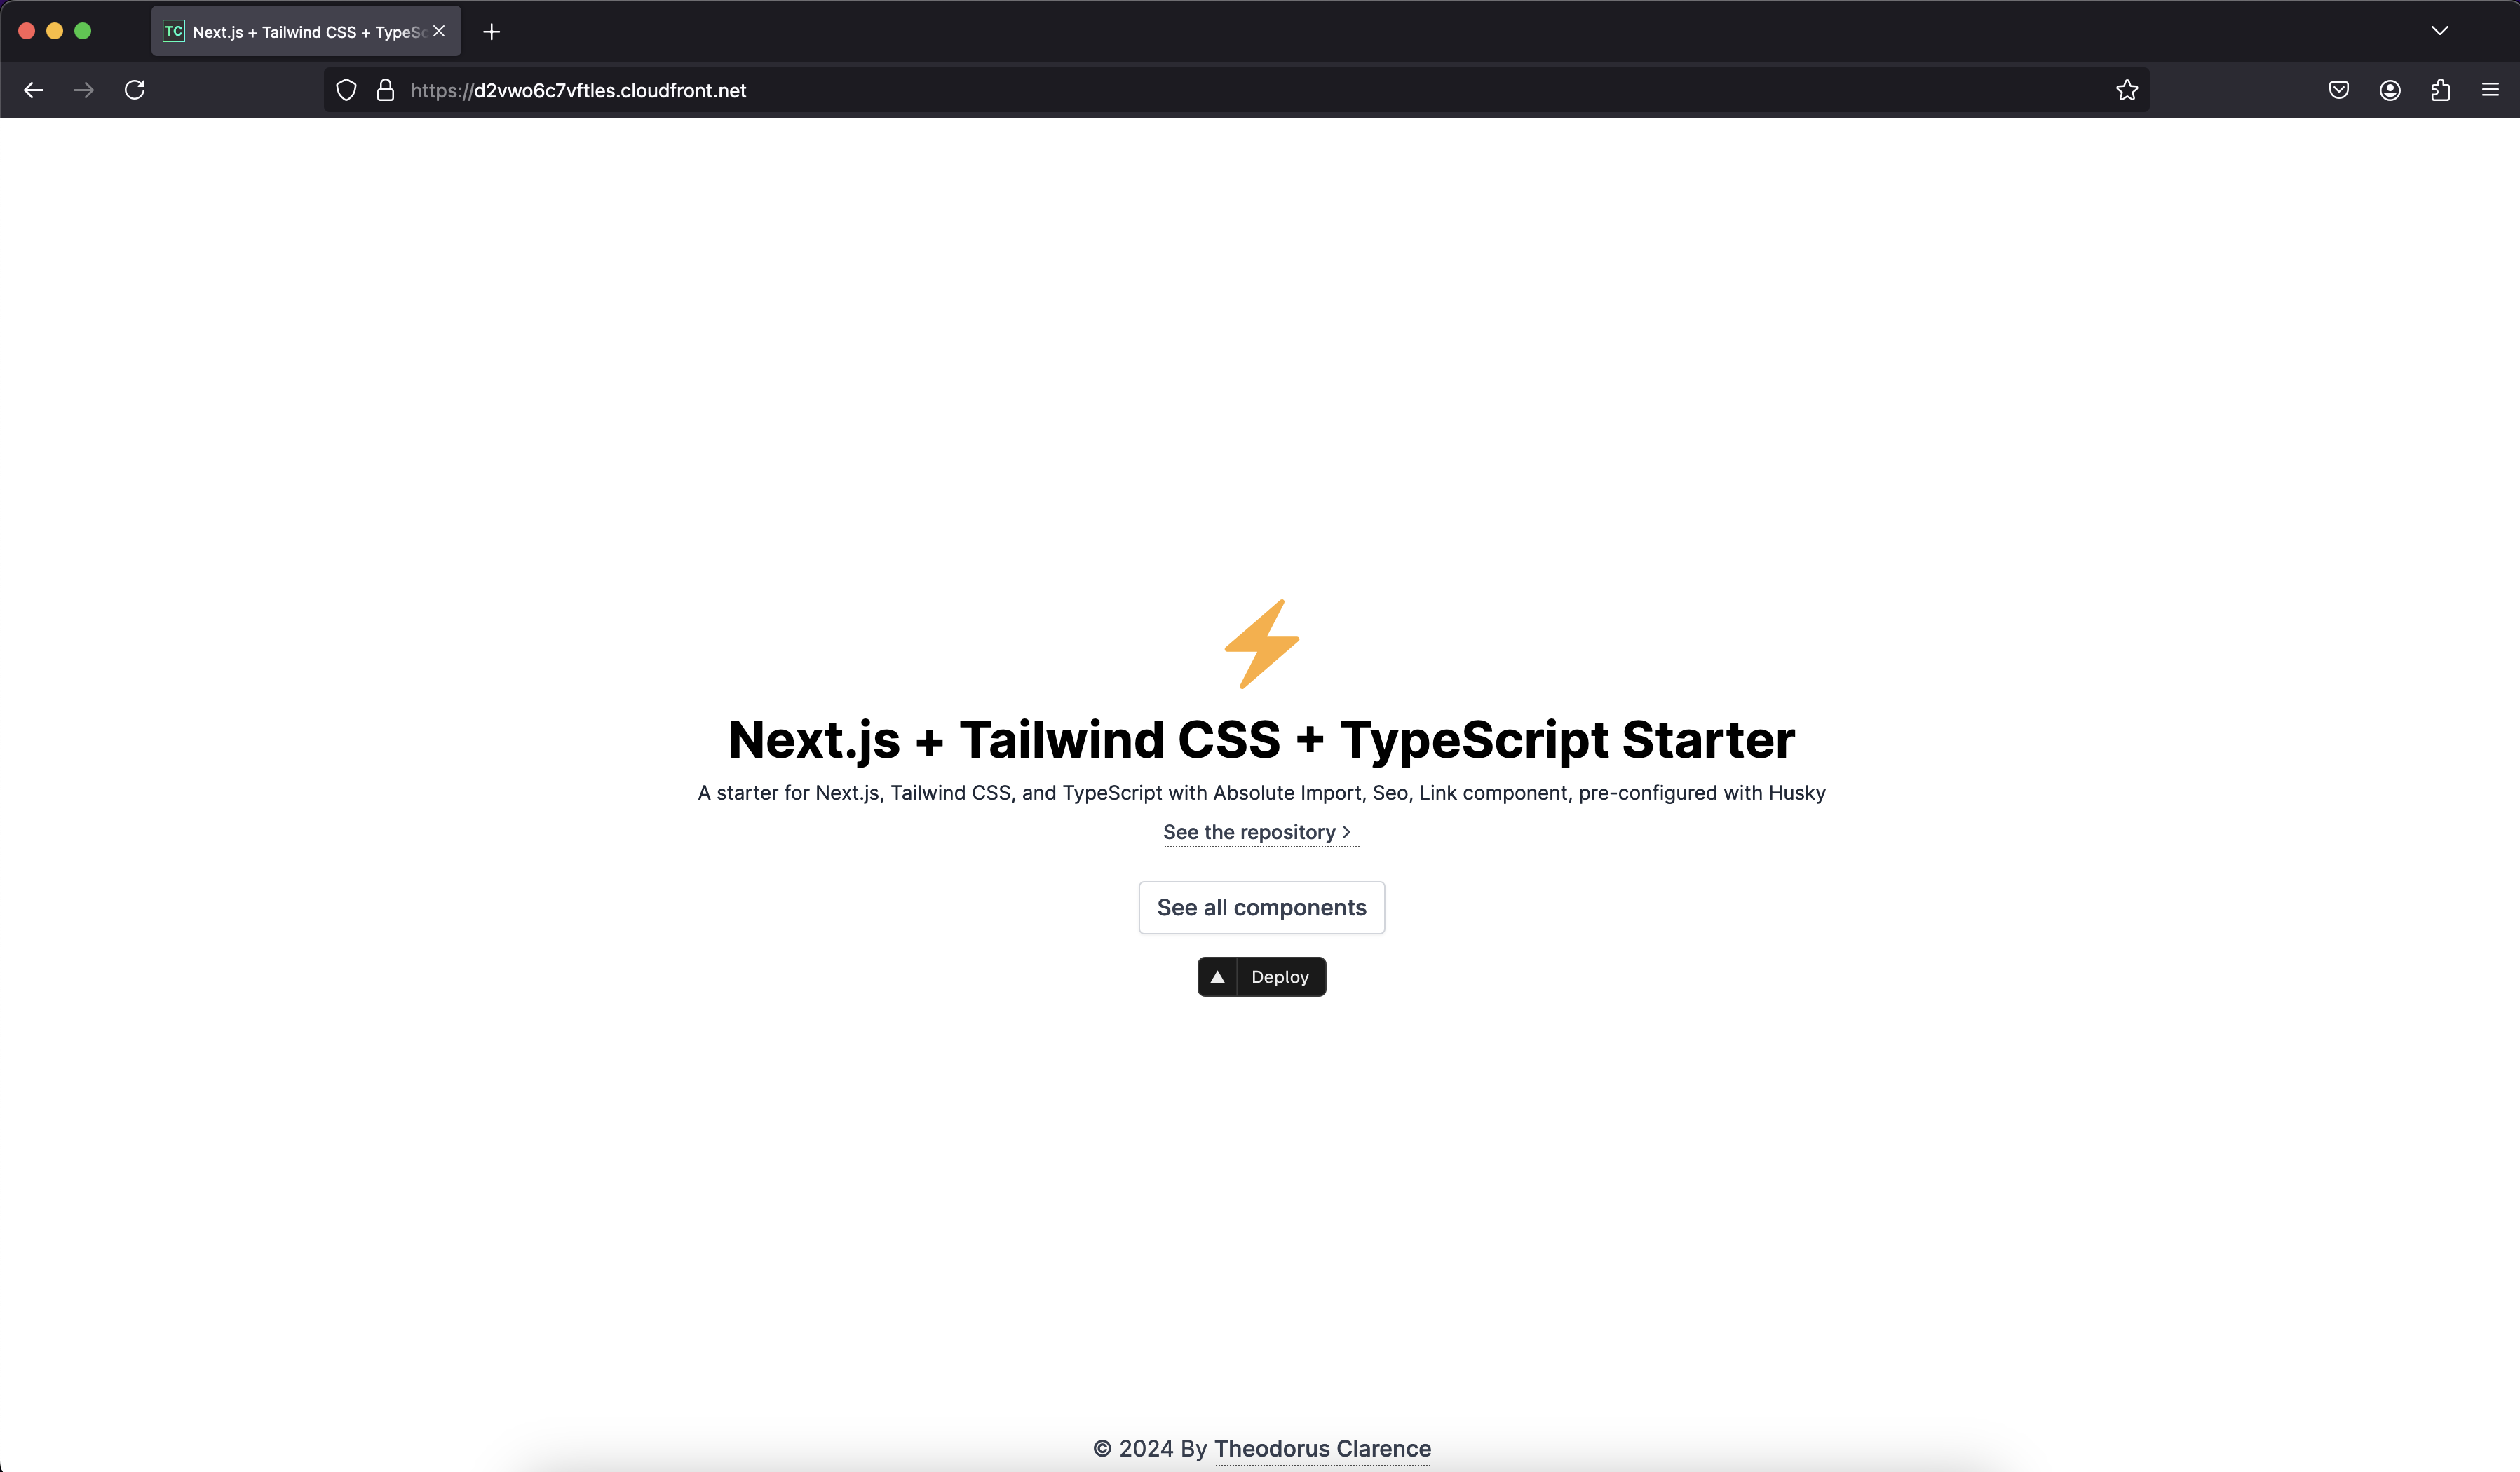 TC Next.js + Tailwind CSS + TypeSc
https://d2vwo6c7vftles.cloudfront.net
Next.js + Tailwind CSS + TypeScript Starter
A starter for Next.js, Tailwind CSS, and TypeScript with Absolute Import, Seo, Link component, pre-configured with Husky
See the repository >
See all components
Deploy
© 2024 By Theodorus Clarence